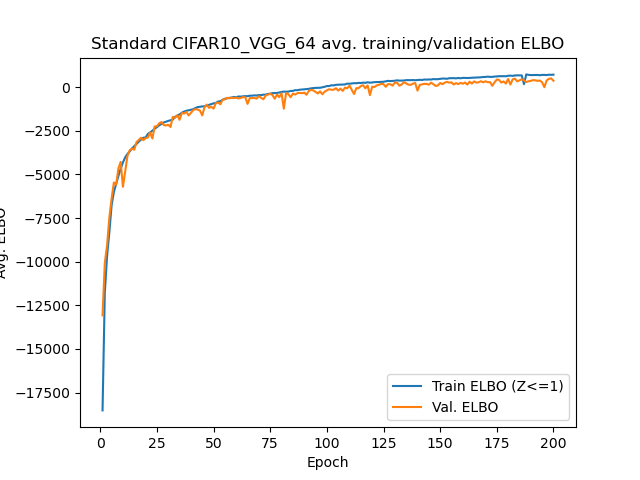 Standard CIFAR10_VGG_64 avg. training/validation ELBO
Avg. ELBO
0
−2500
−5000
−7500
−10000
−12500
−15000
−17500
0 25 50 75 100 125 150 175 200
Epoch
Train ELBO (Z<=1)
Val. ELBO